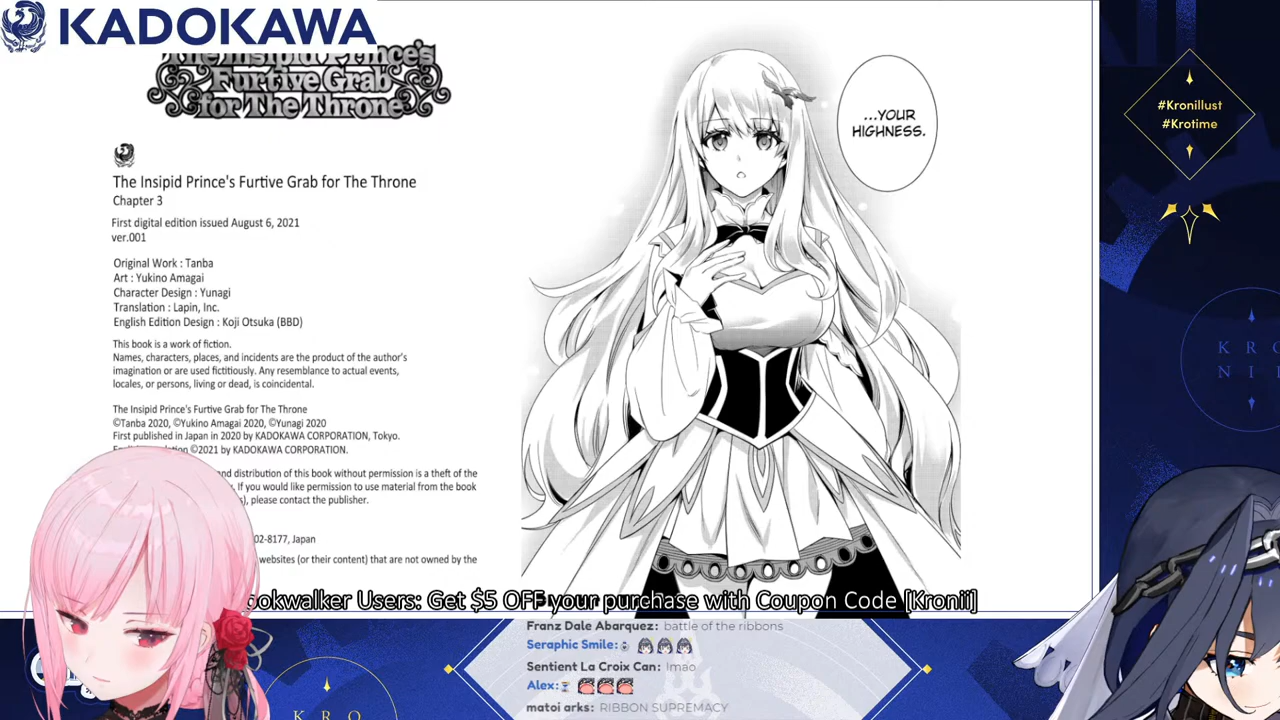 KADOKAWA
The Insipid Prince's
Furtive Grab
for The Throne
The Insipid Prince's Furtive Grab for The Throne
Chapter 3
First digital edition issued August 6, 2021
ver.001
Original Work : Tanba
Art : Yukino Amagai
Character Design : Yunagi
Translation : Lapin, Inc.
English Edition Design : Koji Otsuka (BBD)
This book is a work of fiction.
Names, characters, places, and incidents are the product of the author's
imagination or are used fictitiously. Any resemblance to actual events,
locales, or persons, living or dead, is coincidental.
The Insipid Prince's Furtive Grab for The Throne
©Tanba 2020, ©Yukino Amagai 2020, ©Yunagi 2020
First published in Japan in 2020 by KADOKAWA CORPORATION, Tokyo.
©2021 by KADOKAWA CORPORATION.
and distribution of this book without permission is a theft of the
If you would like permission to use material from the book
please contact the publisher.
02-8177, Japan
websites (or their content) that are not owned by the
...YOUR
HIGHNESS.
#Kronillust
#Krotime
K R O
N I
ookwalker Users: Get $5 OFF your purchase with Coupon Code [Kronii]
Franz Dale Abarquez: battle of the ribbons
Seraphic Smile:
Sentient La Croix Can: lmao
Alex:
matoi arks: RIBBON SUPREMACY
K R O